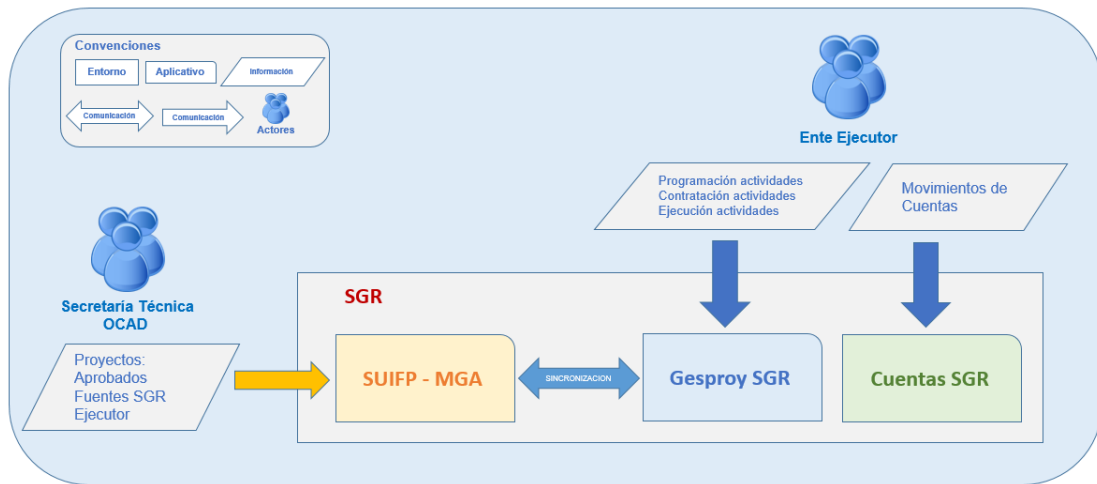 Convenciones
Entorno
Aplicativo
Información
Comunicación
Comunicación
Actores
Ente Ejecutor
Programación actividades
Contratación actividades
Ejecución actividades
Movimientos de
Cuentas
Secretaría Técnica
OCAD
Proyectos:
Aprobados
Fuentes SGR
Ejecutor
SGR
SUIFP - MGA
SINCRONIZACION
Gesproy SGR
Cuentas SGR